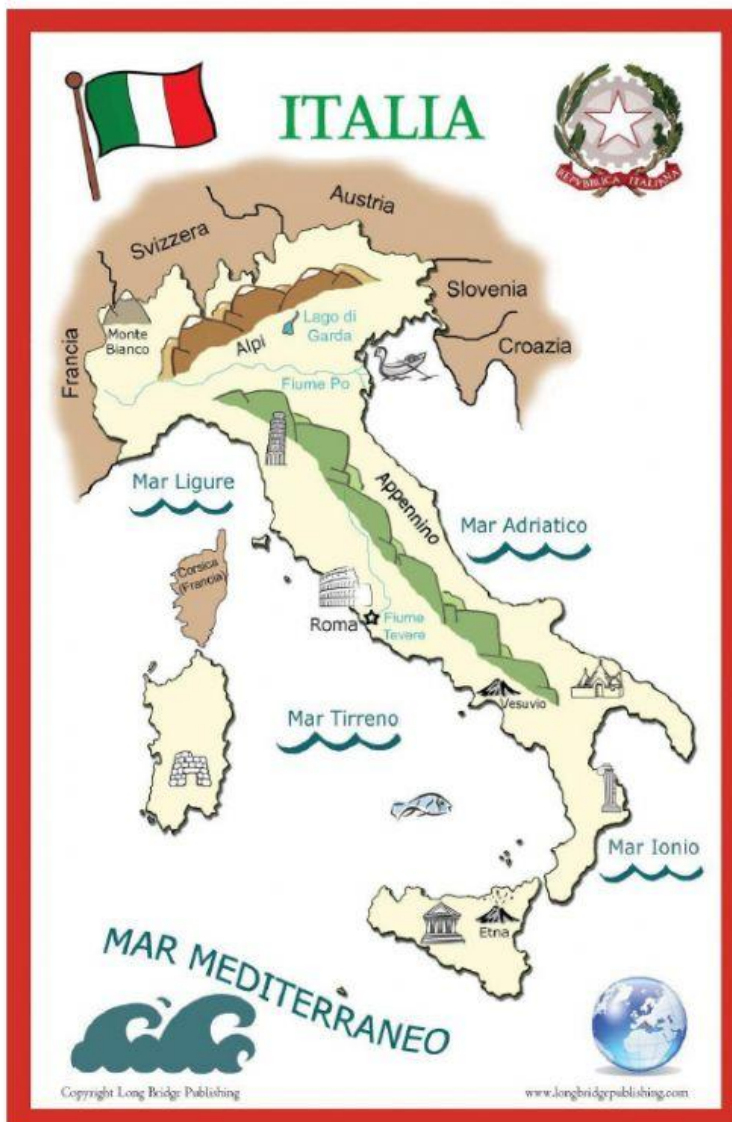 ITALIA
REPVBBLICA ITALIANA
Austria
Svizzera
Slovenia
Croazia
Francia
Monte
Bianco
Alpi
Lago di
Garda
Fiume Po
Mar Ligure
Appennino
Mar Adriatico
Corsica
(Francia)
Roma
Fiume
Tevere
Vesuvio
Mar Tirreno
Mar Ionio
Etna
MAR MEDITERRANEO
Copyright Long Bridge Publishing
www.longbridgepublishing.com